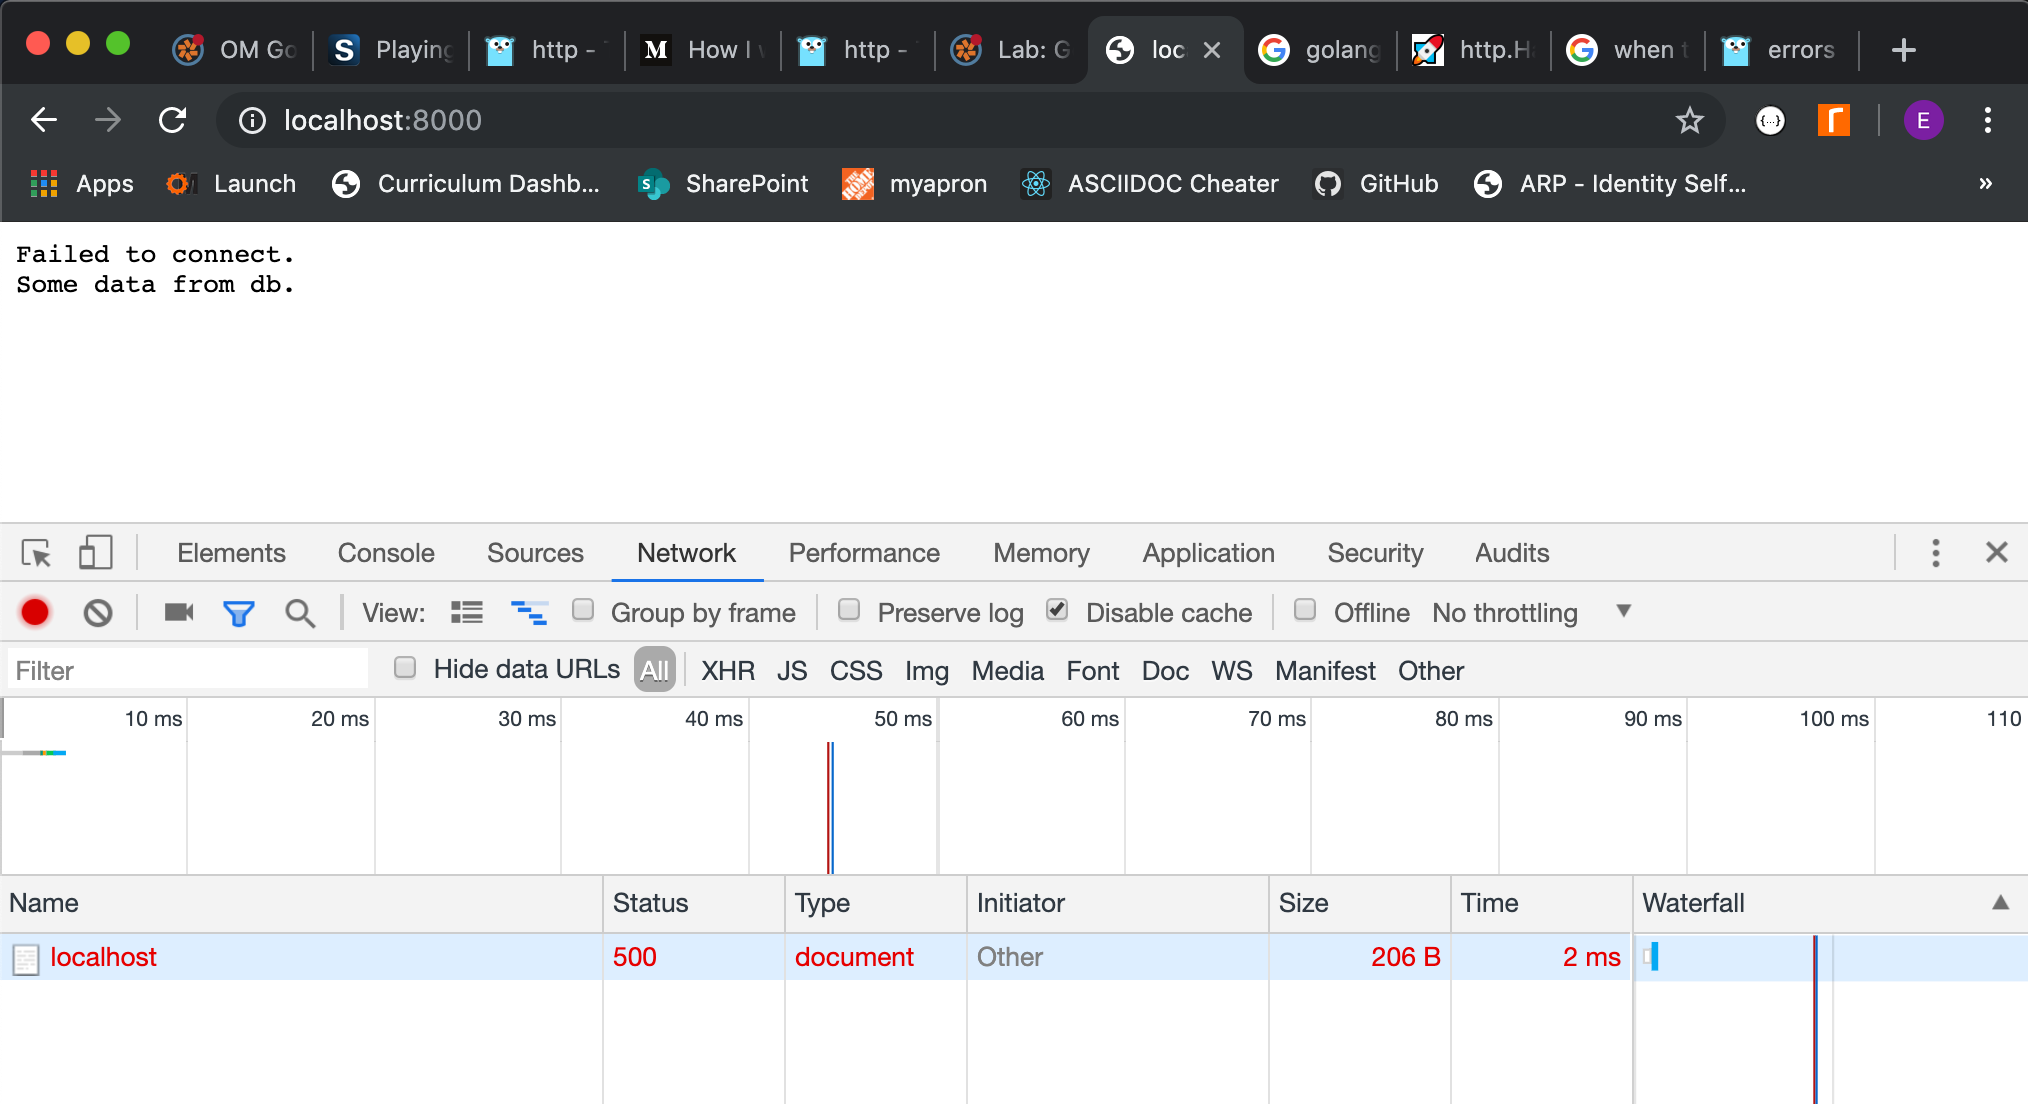 OM Go
Playing
http -
How I
http -
Lab: G
loc
golang
http.H
when t
errors
localhost:8000
E
Apps
Launch
Curriculum Dashb...
SharePoint
myapron
ASCIIDOC Cheater
GitHub
ARP - Identity Self...
»
Failed to connect.
Some data from db.
Elements Console Sources Network Performance Memory Application Security Audits
View: Group by frame Preserve log Disable cache Offline No throttling
Filter Hide data URLs All XHR JS CSS Img Media Font Doc WS Manifest Other
10 ms 20 ms 30 ms 40 ms 50 ms 60 ms 70 ms 80 ms 90 ms 100 ms 110
Name Status Type Initiator Size Time Waterfall
localhost 500 document Other 206 B 2 ms